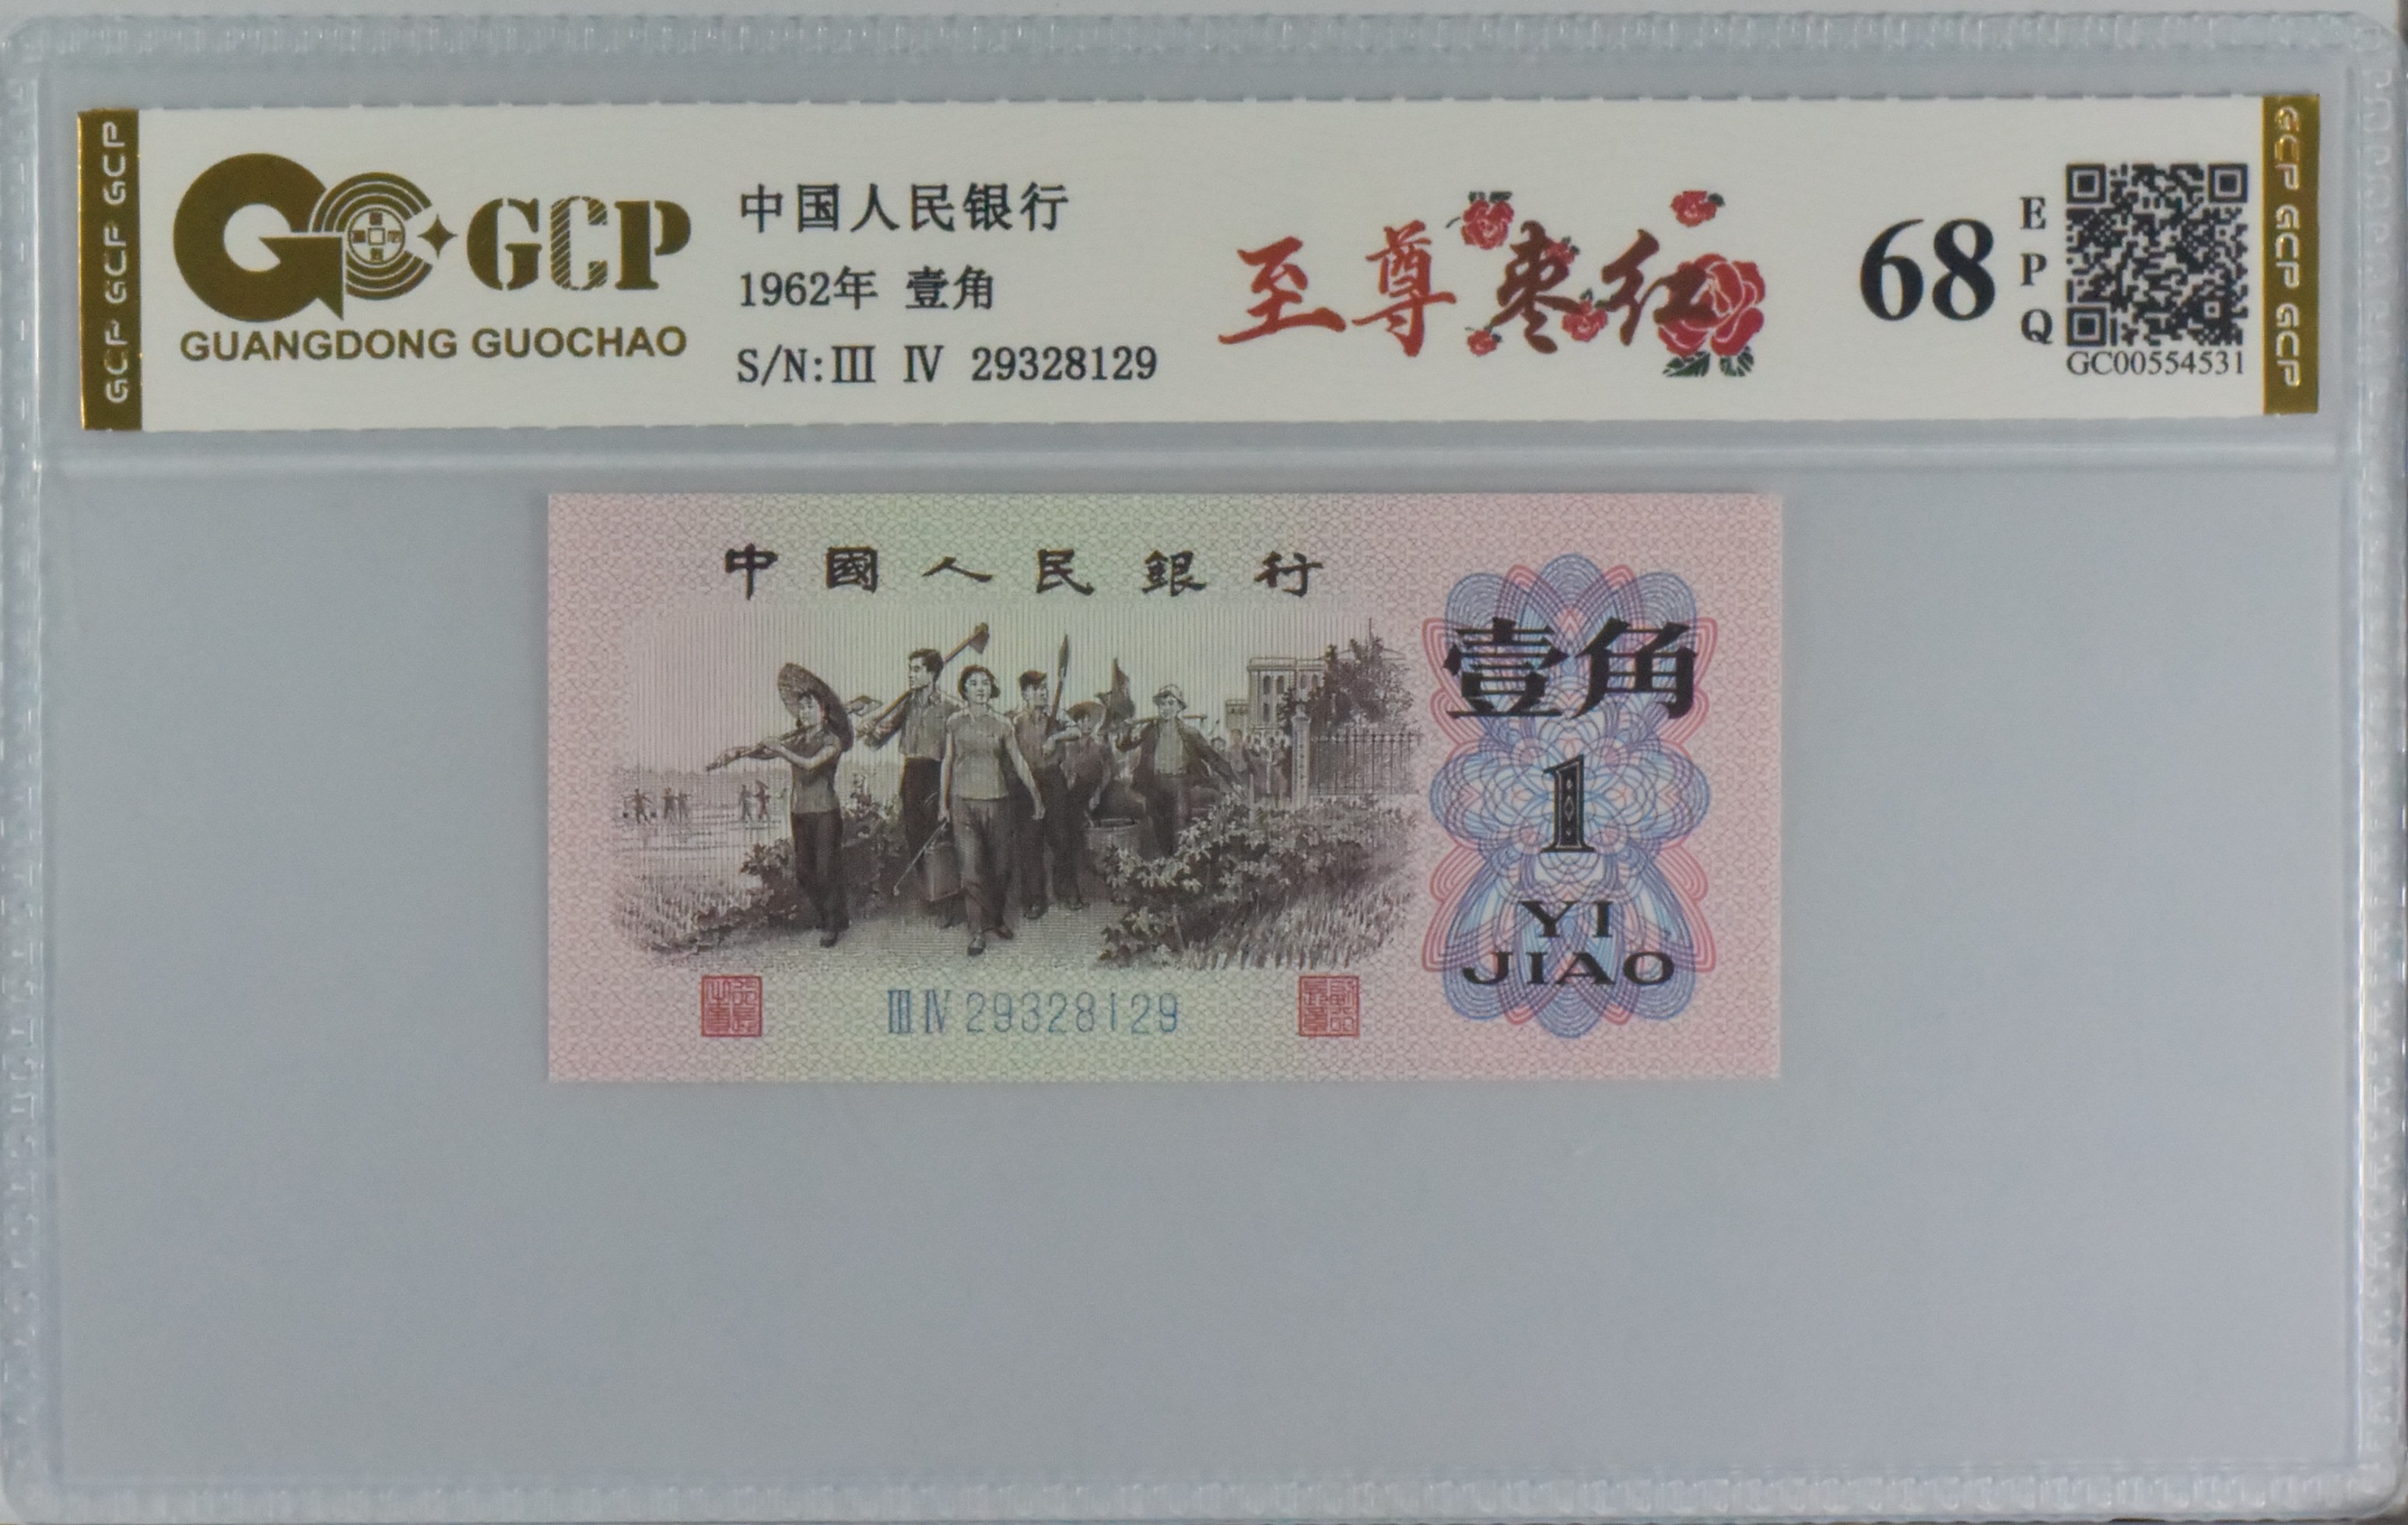 GCP GCP GCP
GCP
GUANGDONG GUOCHAO
中国人民银行
1962年 壹角
S/N:Ⅲ Ⅳ 29328129
至尊枣红
68
EPQ
GC00554531
GCP GCP GCP
中國人民銀行
壹角
1
YI
JIAO
Ⅲ Ⅳ 29328129